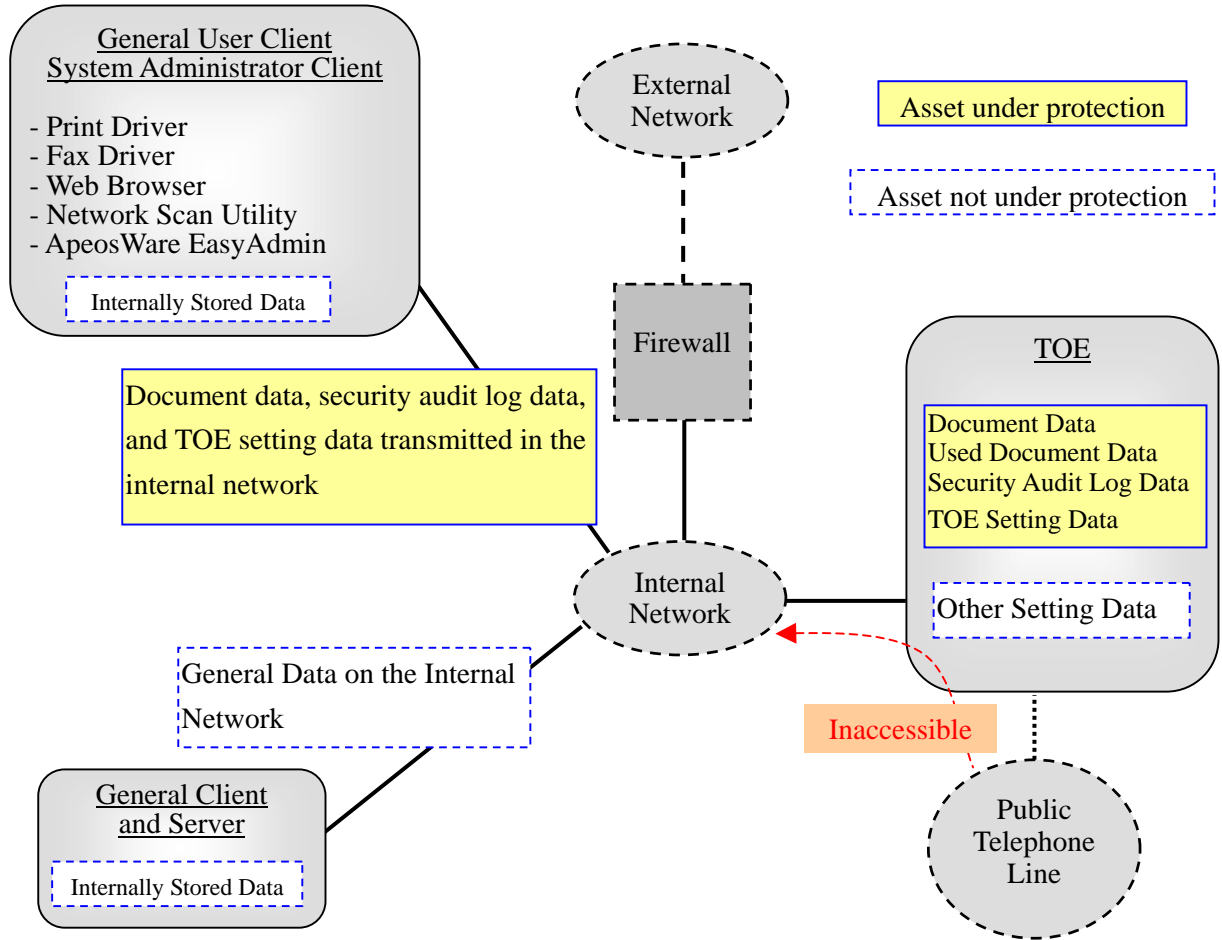 General User Client
System Administrator Client
- Print Driver
- Fax Driver
- Web Browser
- Network Scan Utility
- ApeosWare EasyAdmin
Internally Stored Data
External
Network
Asset under protection
Asset not under protection
Firewall
Document data, security audit log data,
and TOE setting data transmitted in the
internal network
TOE
Document Data
Used Document Data
Security Audit Log Data
TOE Setting Data
Other Setting Data
Internal
Network
General Data on the Internal
Network
Inaccessible
General Client
and Server
Internally Stored Data
Public
Telephone
Line